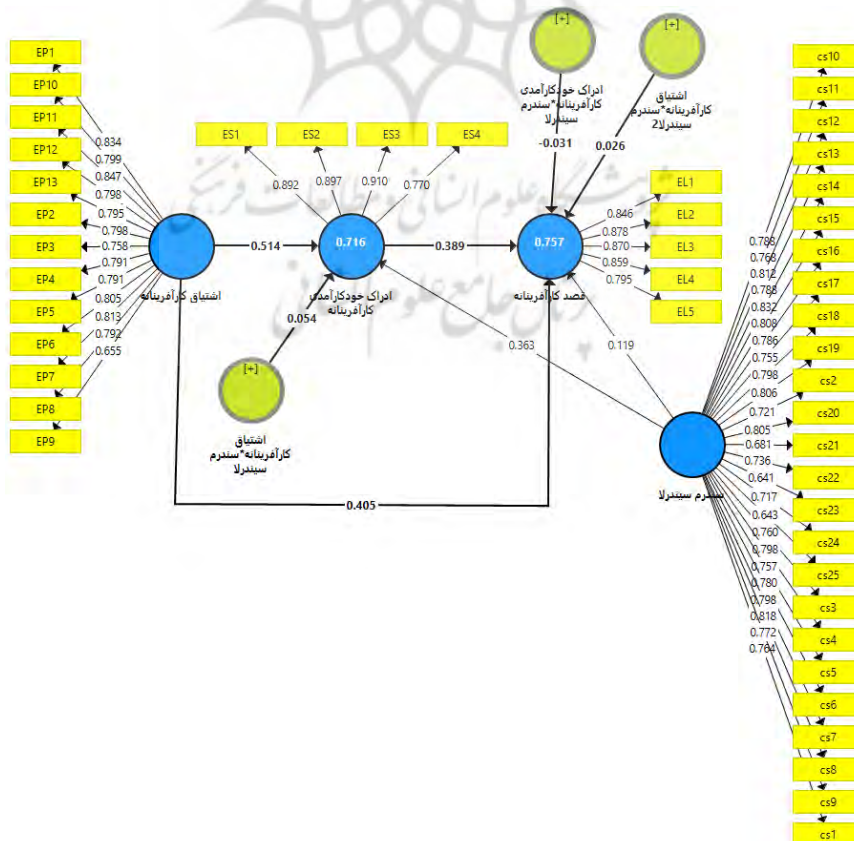 EP1
EP10
EP11
EP12
EP13
EP2
EP3
EP4
EP5
EP6
EP7
EP8
EP9
0.834
0.799
0.847
0.798
0.795
0.798
0.758
0.791
0.791
0.805
0.813
0.792
0.655
اشتیاق کارآفرینانه
0.514
0.054
[+]
اشتیاق
کارآفرینانه*سندرم
سیندرلا
0.405
ES1
ES2
ES3
ES4
0.892
0.897
0.910
0.770
0.716
ادراک خودکارآمدی
کارآفرینانه
0.389
[+]
ادراک خودکارآمدی
کارآفرینانه*سندرم
سیندرلا
-0.031
[+]
اشتیاق
کارآفرینانه*سندرم
سیندرلا2
0.026
0.757
قصد کارآفرینانه
0.846
0.878
0.870
0.859
0.795
EL1
EL2
EL3
EL4
EL5
0.363
0.119
سندرم سیندرلا
0.788
0.768
0.812
0.788
0.832
0.808
0.786
0.755
0.798
0.806
0.721
0.805
0.681
0.736
0.641
0.717
0.643
0.760
0.798
0.757
0.780
0.798
0.818
0.772
0.764
cs10
cs11
cs12
cs13
cs14
cs15
cs16
cs17
cs18
cs19
cs2
cs20
cs21
cs22
cs23
cs24
cs25
cs3
cs4
cs5
cs6
cs7
cs8
cs9
cs1
پژوهشگاه علوم انسانی و مطالعات فرهنگی
پرتال جامع علوم انسانی